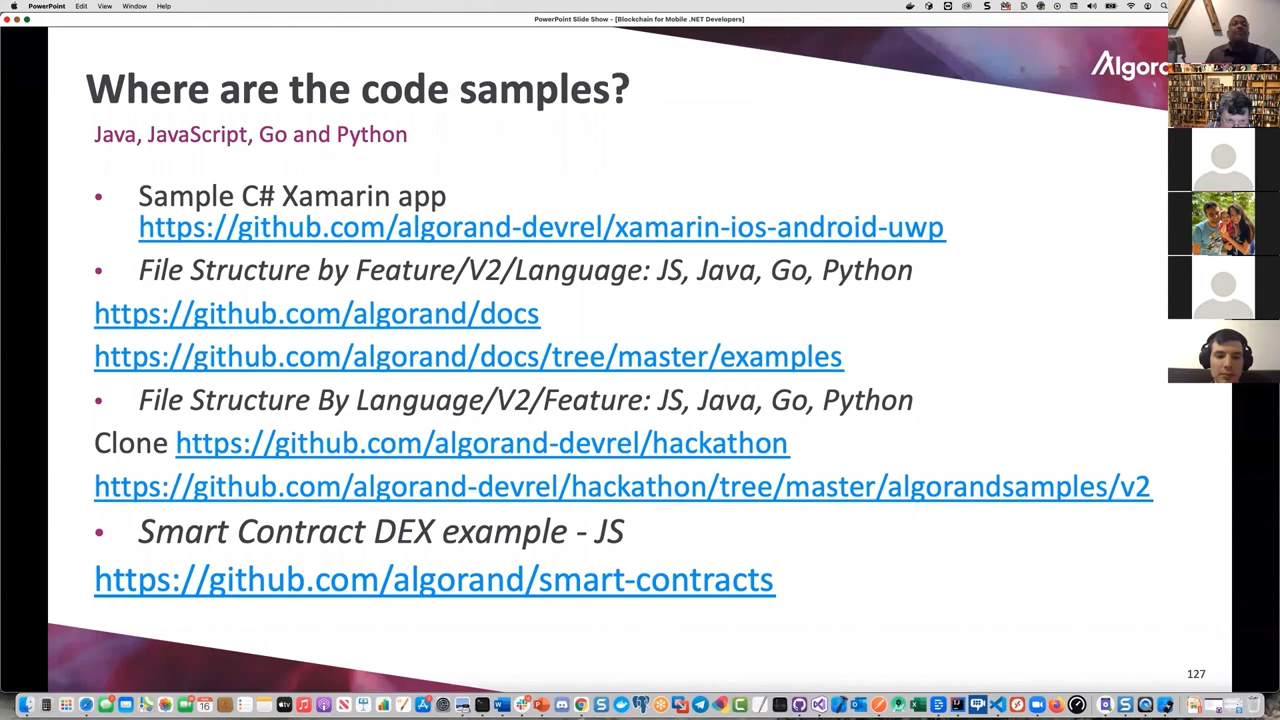 PowerPoint Edit View Window Help
PowerPoint Slide Show - [Blockchain for Mobile .NET Developers]
Algor
Where are the code samples?
Java, JavaScript, Go and Python
• Sample C# Xamarin app
https://github.com/algorand-devrel/xamarin-ios-android-uwp
• File Structure by Feature/V2/Language: JS, Java, Go, Python
https://github.com/algorand/docs
https://github.com/algorand/docs/tree/master/examples
• File Structure By Language/V2/Feature: JS, Java, Go, Python
Clone https://github.com/algorand-devrel/hackathon
https://github.com/algorand-devrel/hackathon/tree/master/algorandsamples/v2
• Smart Contract DEX example - JS
https://github.com/algorand/smart-contracts
127
16